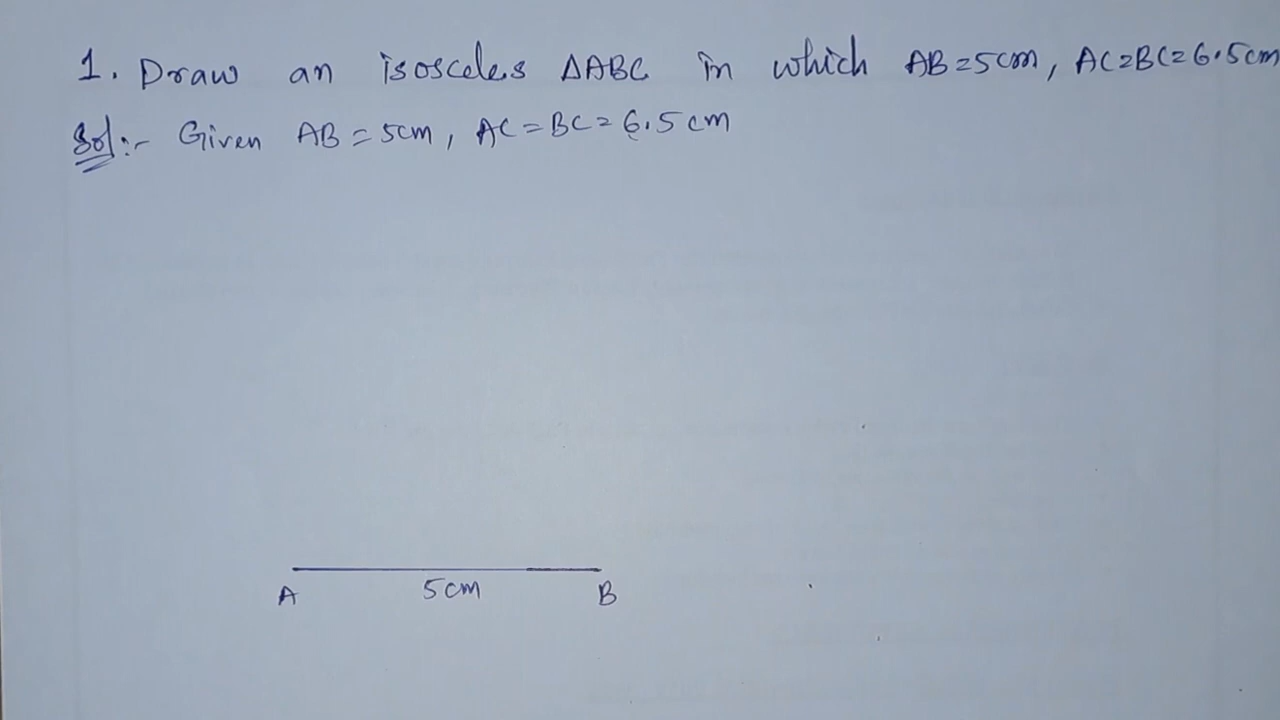 1. Draw an isosceles ΔABC in which AB=5cm, AC=BC=6.5cm
Sol:- Given AB=5cm, AC=BC=6.5cm
A 5cm B